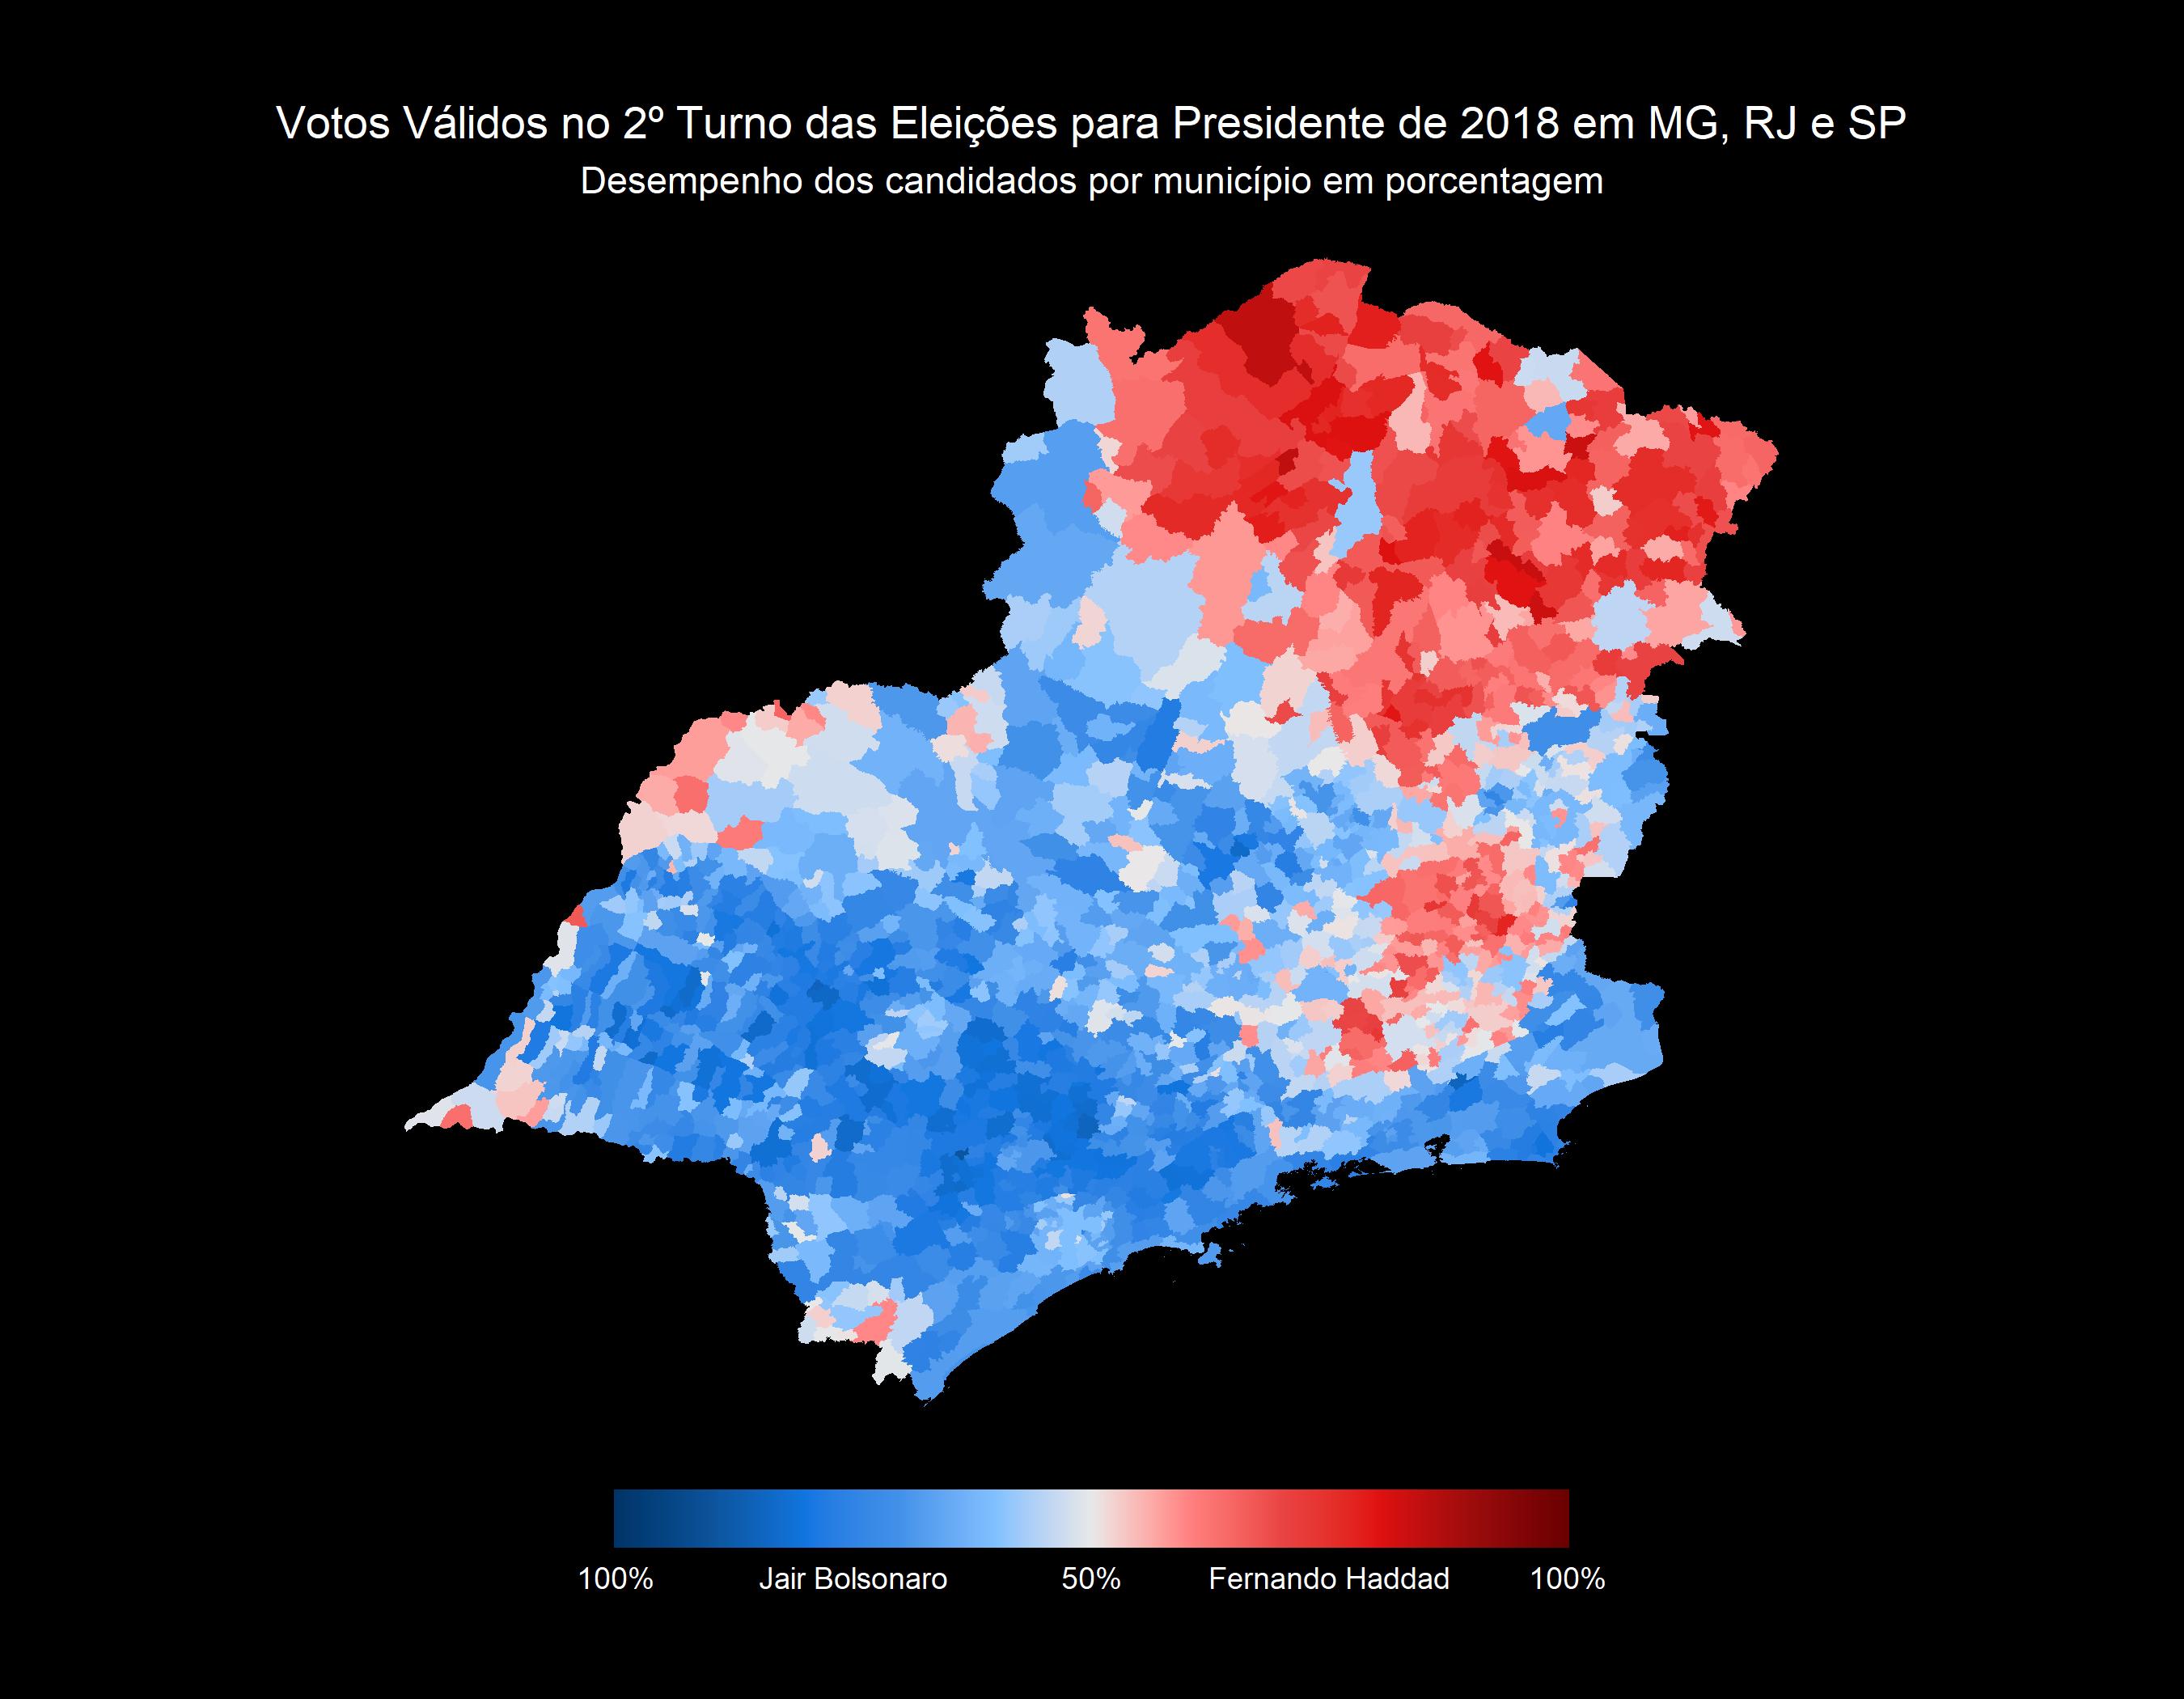 Votos Válidos no 2º Turno das Eleições para Presidente de 2018 em MG, RJ e SP
Desempenho dos candidados por município em porcentagem
100% Jair Bolsonaro 50% Fernando Haddad 100%